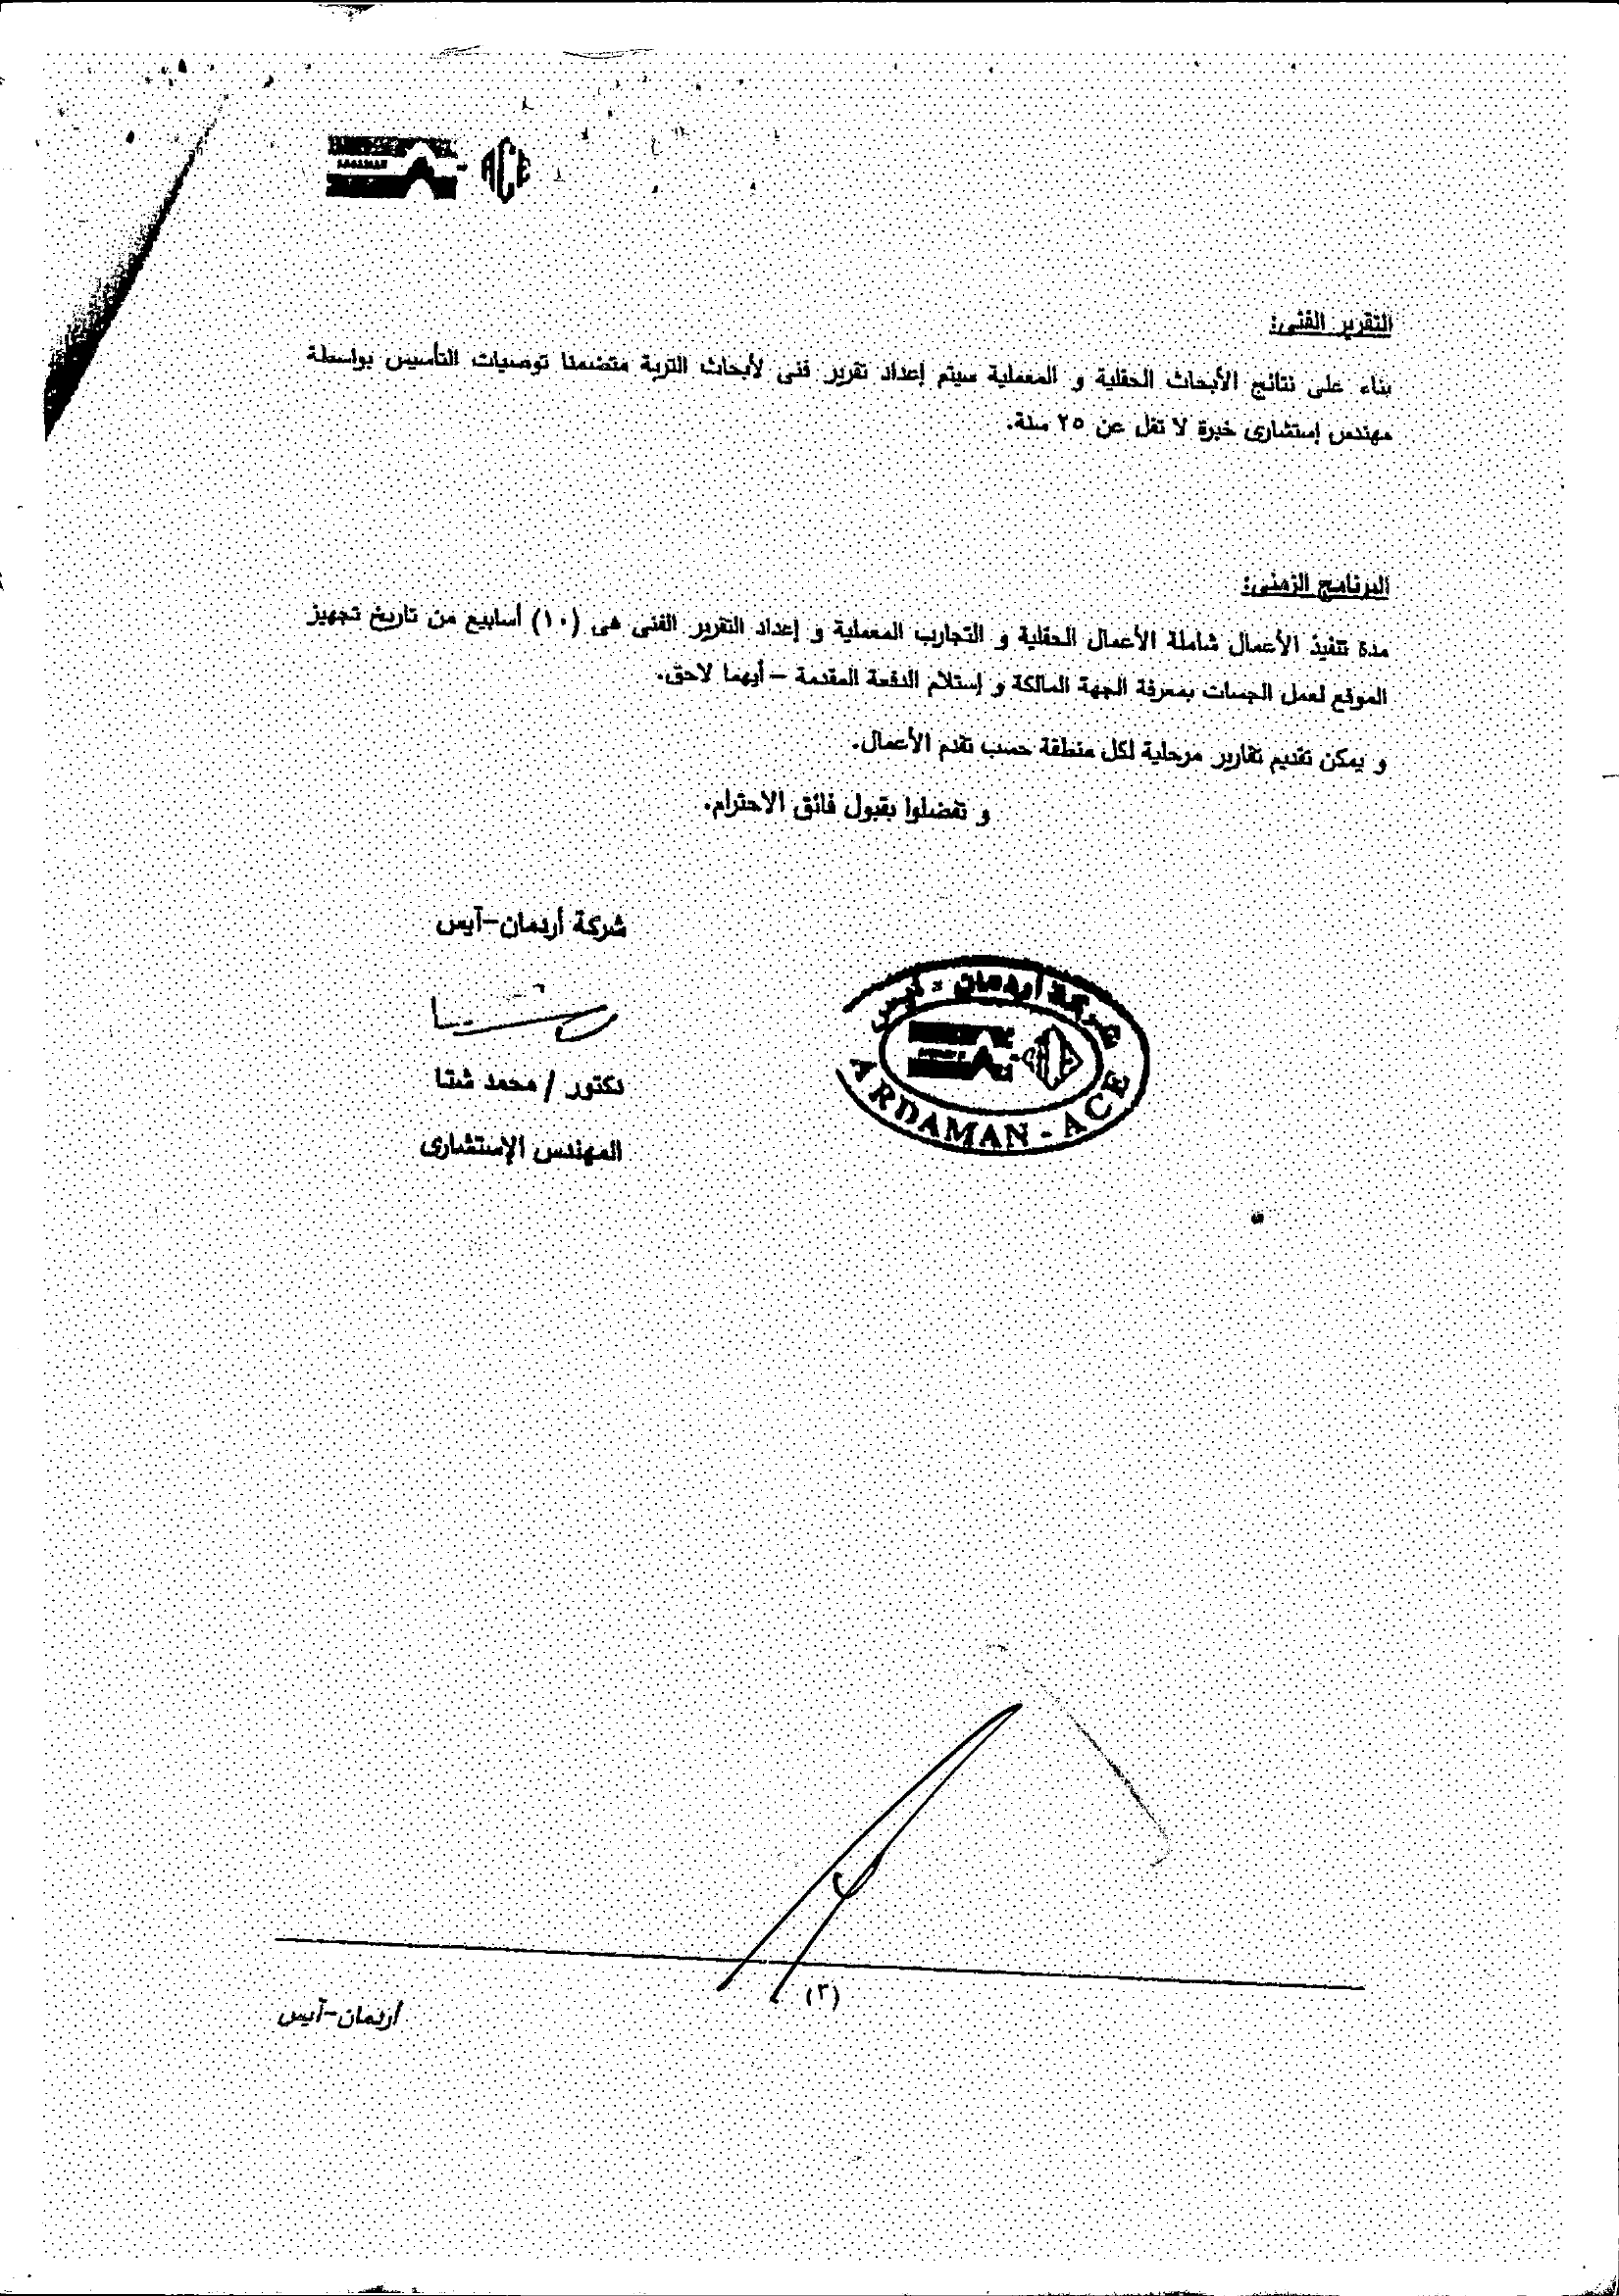 ARDAMAN - ACE
التقرير الفنى:
بناء على نتائج الأبحاث الحقلية و المعملية سيتم إعداد تقرير فنى لأبحاث التربة متضمنا توصيات التأسيس بواسطة
مهندس إستشارى خبرة لا تقل عن ٢٥ سنة.
البرنامج الزمنى:
مدة تنفيذ الأعمال شاملة الأعمال الحقلية و التجارب المعملية و إعداد التقرير الفنى هى (١٠) أسابيع من تاريخ تجهيز
الموقع لعمل الجسات بمعرفة الجهة المالكة و إستلام الدفعة المقدمة – أيهما لاحق.
و يمكن تقديم تقارير مرحلية لكل منطقة حسب تقدم الأعمال.
و تفضلوا بقبول فائق الاحترام.
شركة أردمان-آيس
شركة أردمان - آيس
ARDAMAN - ACE
دكتور / محمد شتا
المهندس الإستشارى
(٣)
أردمان-آيس